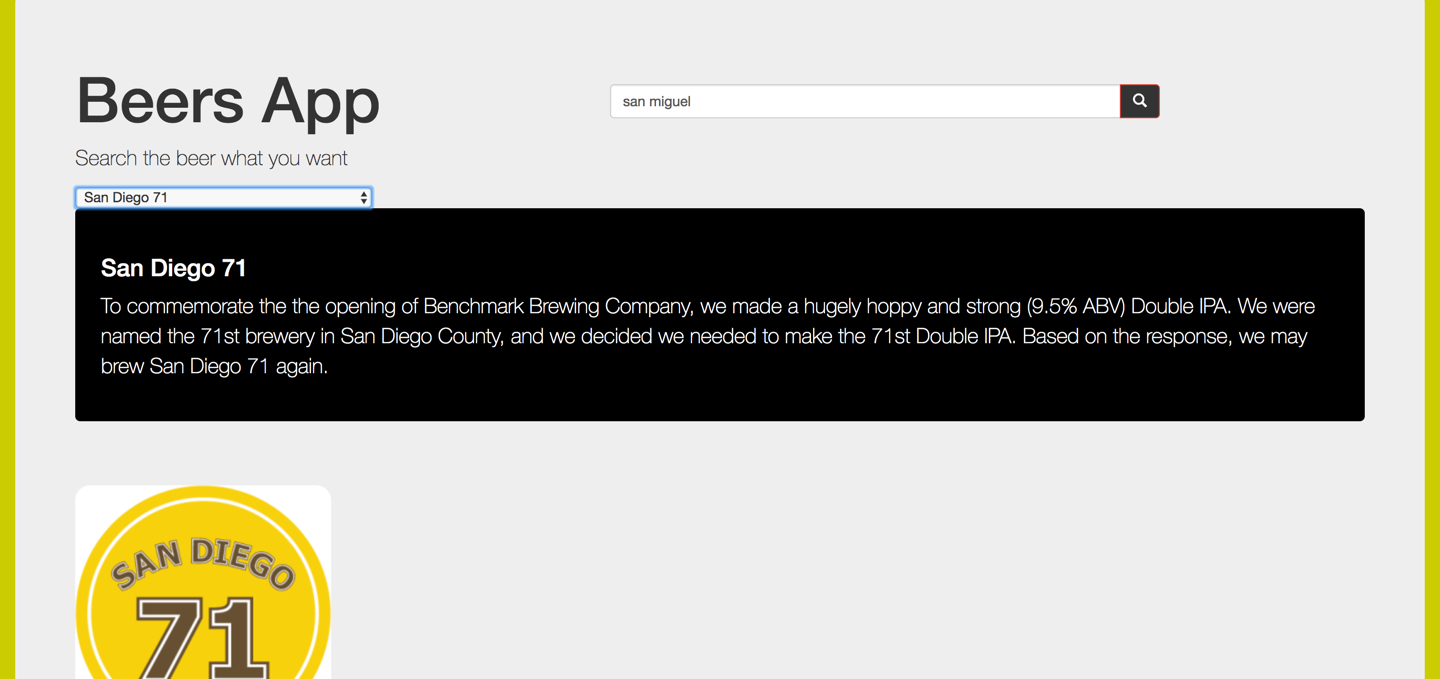 Beers App
san miguel
Search the beer what you want
San Diego 71
San Diego 71
To commemorate the the opening of Benchmark Brewing Company, we made a hugely hoppy and strong (9.5% ABV) Double IPA. We were
named the 71st brewery in San Diego County, and we decided we needed to make the 71st Double IPA. Based on the response, we may
brew San Diego 71 again.
SAN DIEGO
71